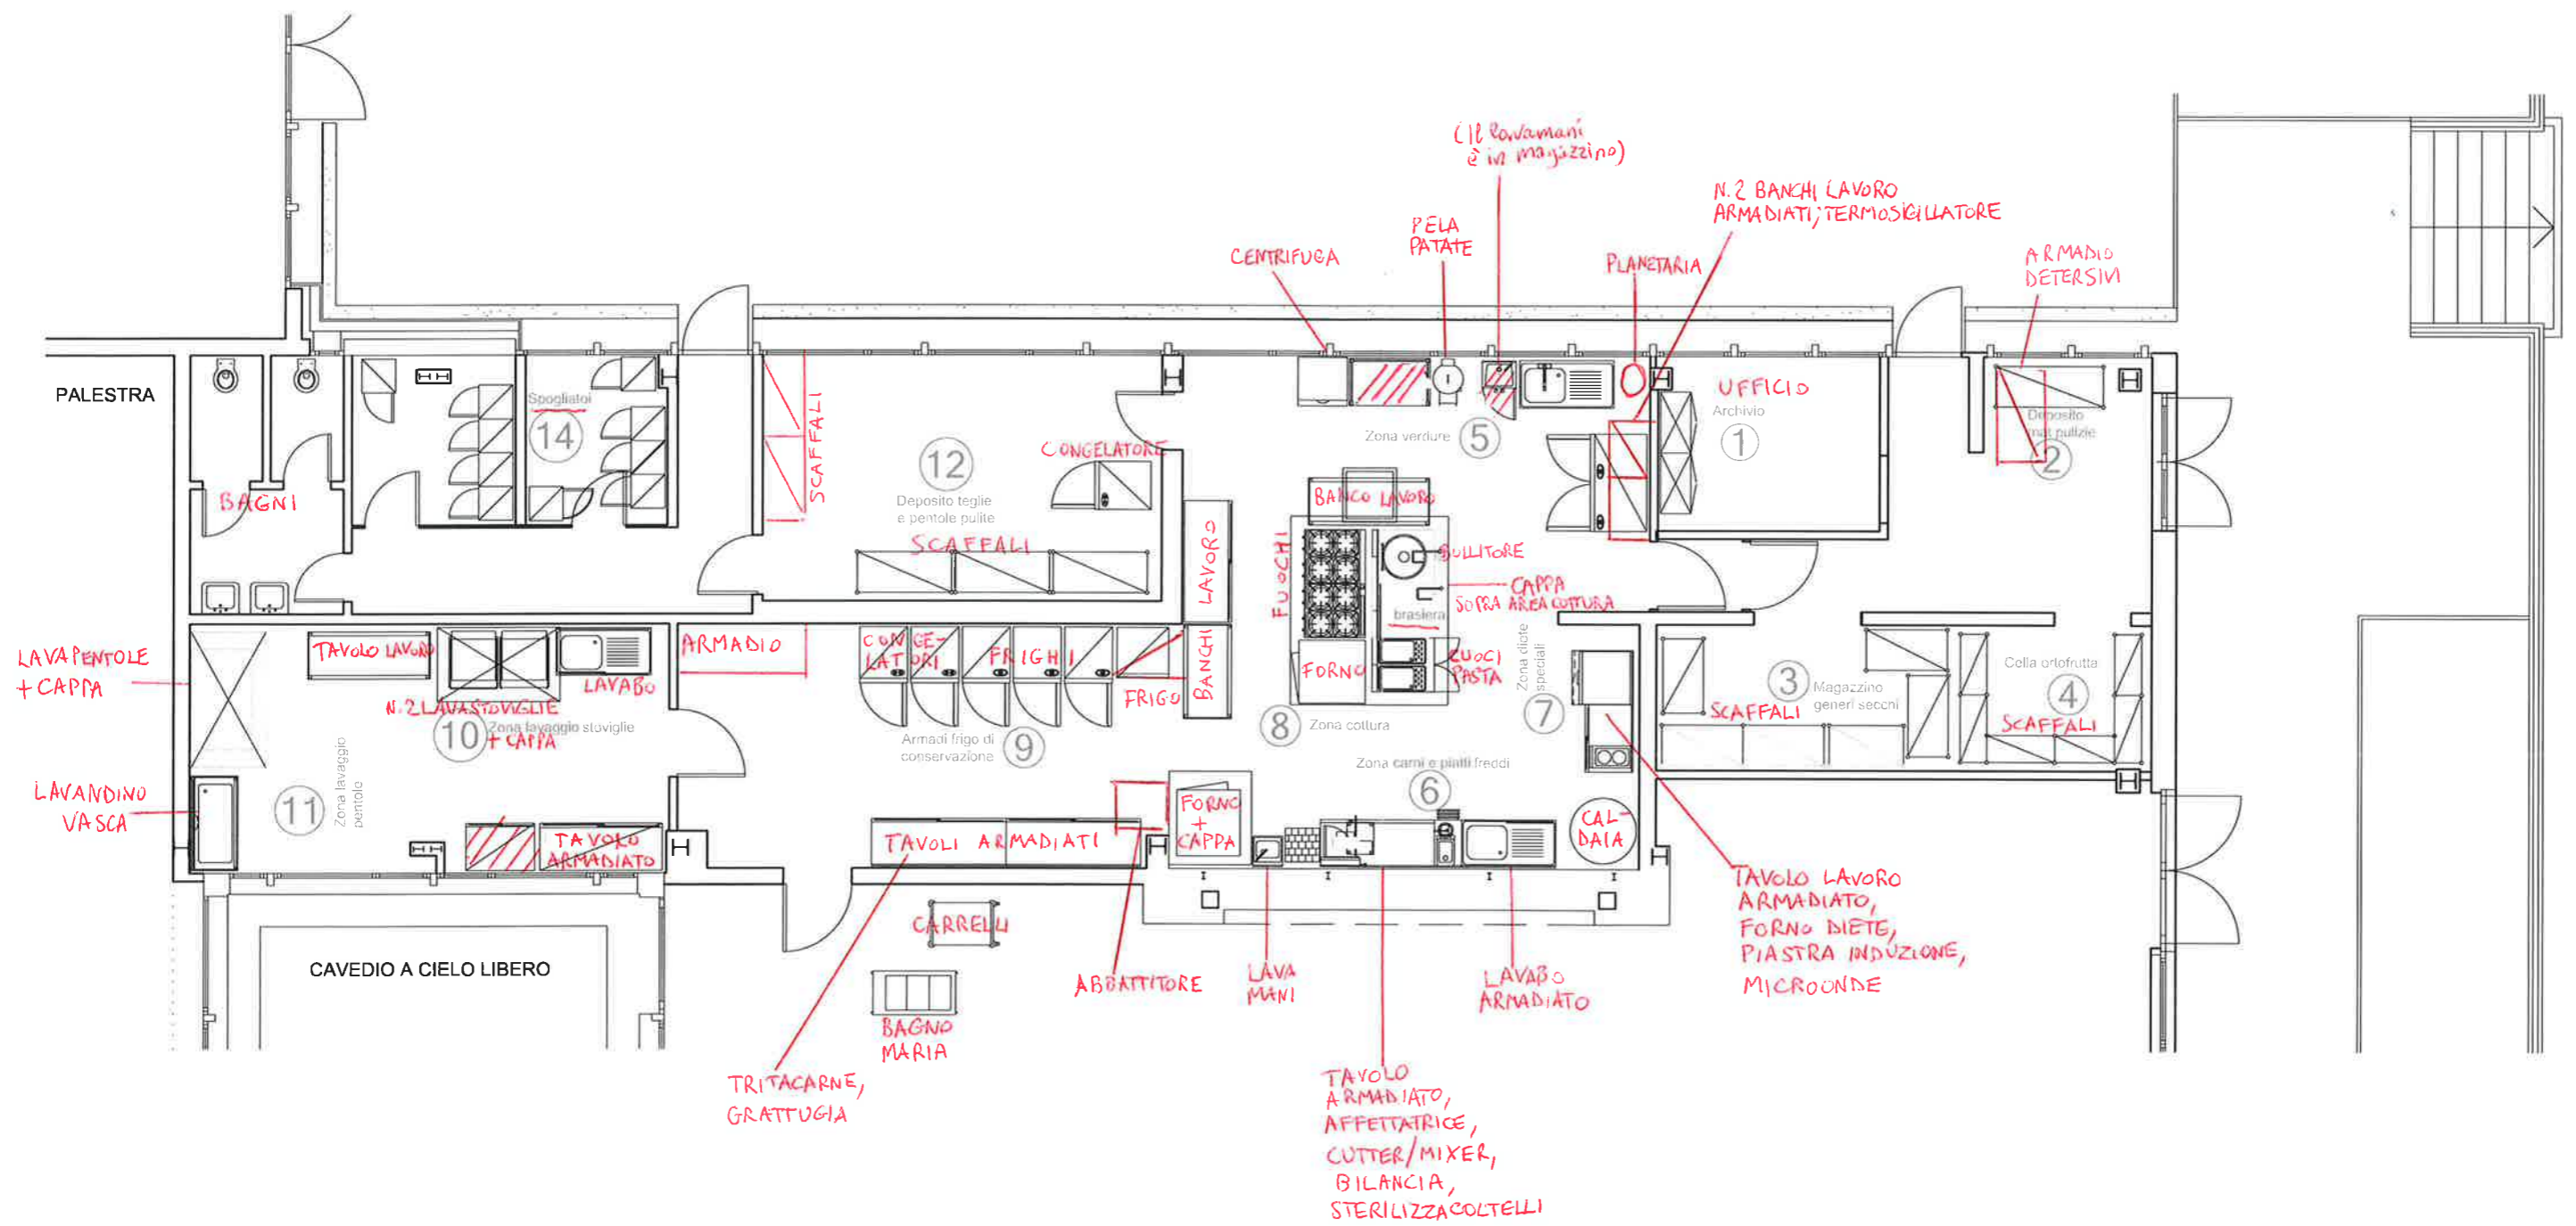 (Il lavamani
è in magazzino)
N.2 BANCHI LAVORO
ARMADIATI; TERMOSIGILLATORE
PELA
PATATE
CENTRIFUGA
PLANETARIA
ARMADIO
DETERSIVI
PALESTRA
Spogliatoi
14
BAGNI
SCAFFALI
12
Deposito teglie
e pentole pulite
SCAFFALI
CONGELATORE
Zona verdure
5
UFFICIO
Archivio
1
Deposito
mat pulizie
2
BANCO LAVORO
LAVORO
BANCHI
FUOCHI
BULLITORE
CAPPA
SOPRA AREA COTTURA
brasiera
FORNO
CUOCI
PASTA
Zona diete
speciali
7
8
Zona cottura
3
Magazzino
generi secchi
SCAFFALI
Cella ortofrutta
4
SCAFFALI
LAVAPENTOLE
+ CAPPA
TAVOLO LAVORO
LAVABO
N.2 LAVASTOVIGLIE
+ CAPPA
10
Zona lavaggio stoviglie
ARMADIO
CONGE-
LATORI
FRIGHI
FRIGO
Armadi frigo di
conservazione
9
Zona carni e piatti freddi
6
LAVANDINO
VASCA
11
Zona lavaggio
pentole
TAVOLO
ARMADIATO
TAVOLI ARMADIATI
FORNO
+
CAPPA
CAL-
DAIA
CARRELLI
BAGNO
MARIA
ABBATTITORE
LAVA
MANI
LAVABO
ARMADIATO
TAVOLO LAVORO
ARMADIATO,
FORNO DIETE,
PIASTRA INDUZIONE,
MICROONDE
CAVEDIO A CIELO LIBERO
TRITACARNE,
GRATTUGIA
TAVOLO
ARMADIATO,
AFFETTATRICE,
CUTTER/MIXER,
BILANCIA,
STERILIZZACOLTELLI